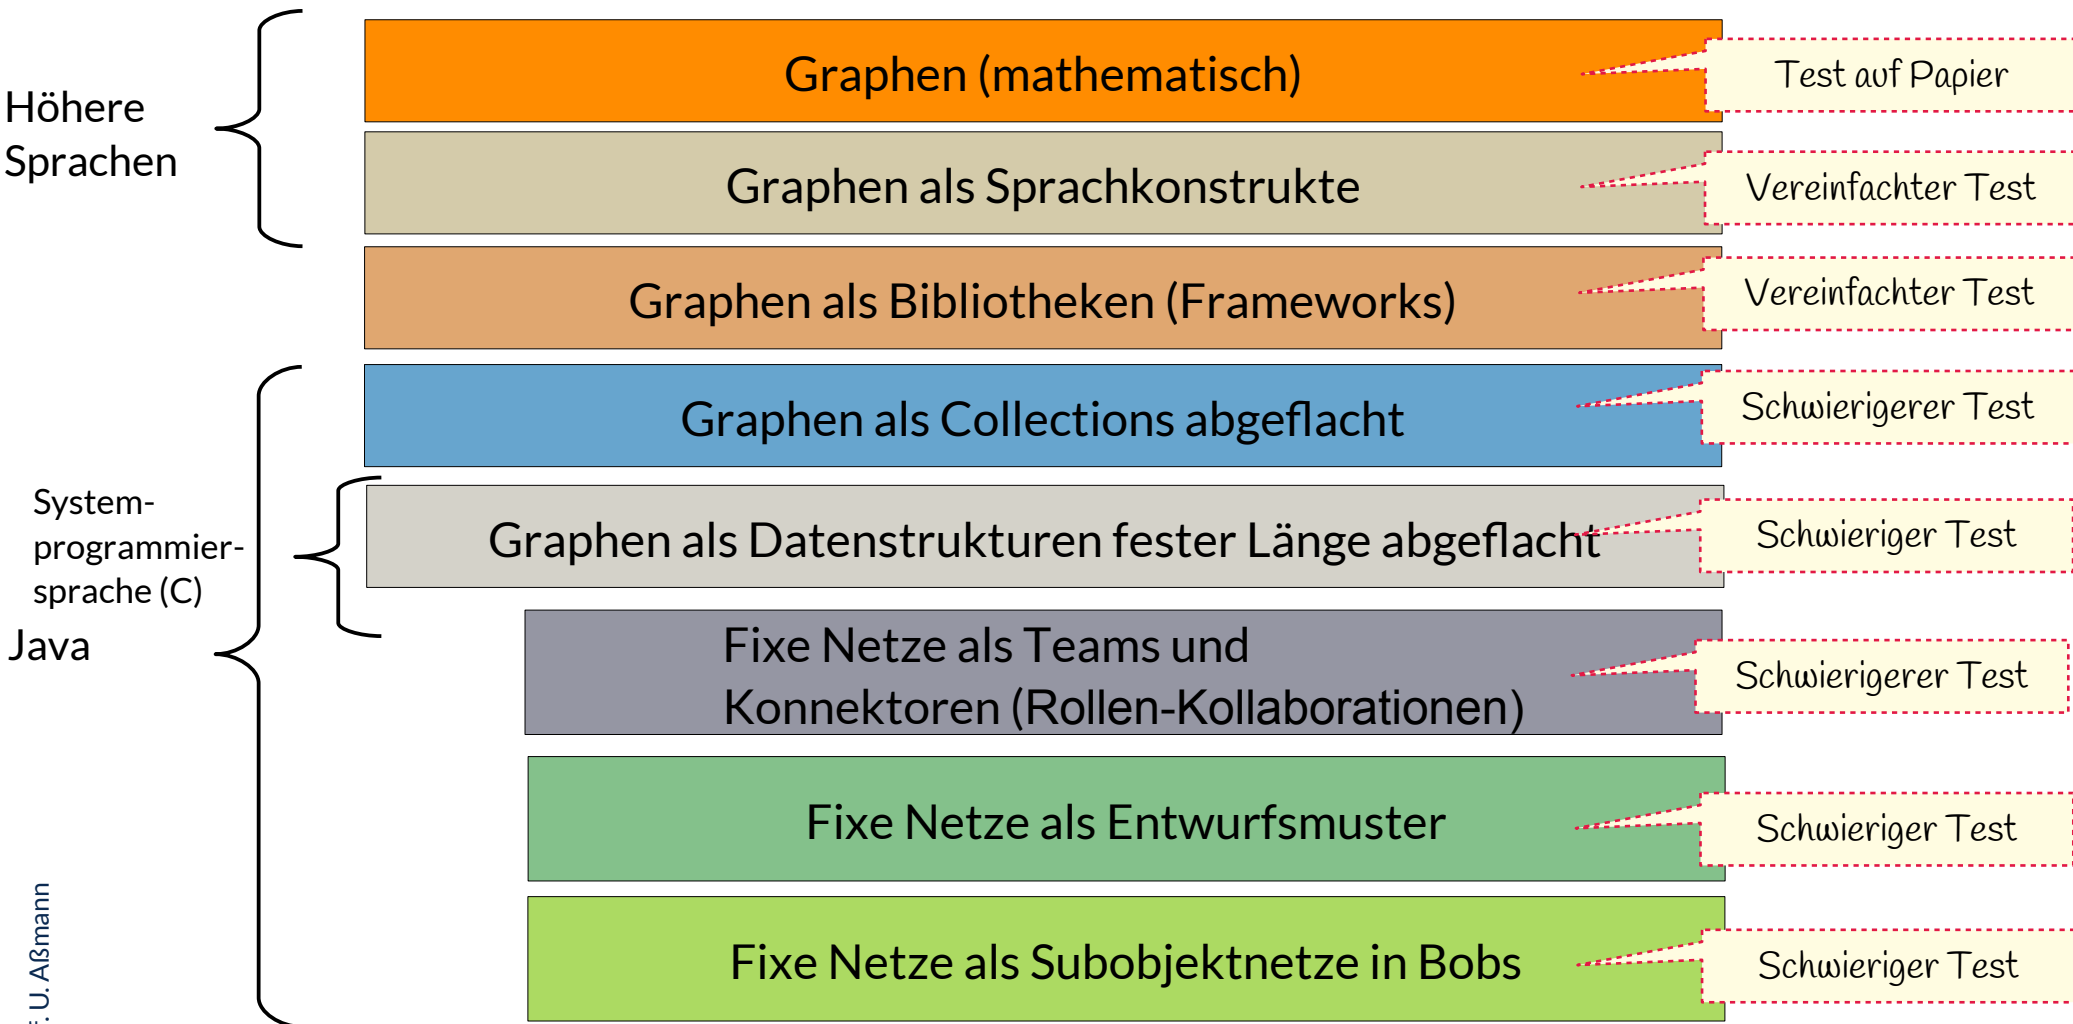 Höhere
Sprachen
Graphen (mathematisch)
Test auf Papier
Graphen als Sprachkonstrukte
Vereinfachter Test
Graphen als Bibliotheken (Frameworks)
Vereinfachter Test
Graphen als Collections abgeflacht
Schwierigerer Test
System-
programmier-
sprache (C)
Java
Graphen als Datenstrukturen fester Länge abgeflacht
Schwieriger Test
Fixe Netze als Teams und
Konnektoren (Rollen-Kollaborationen)
Schwierigerer Test
Fixe Netze als Entwurfsmuster
Schwieriger Test
Fixe Netze als Subobjektnetze in Bobs
Schwieriger Test
U. Aßmann